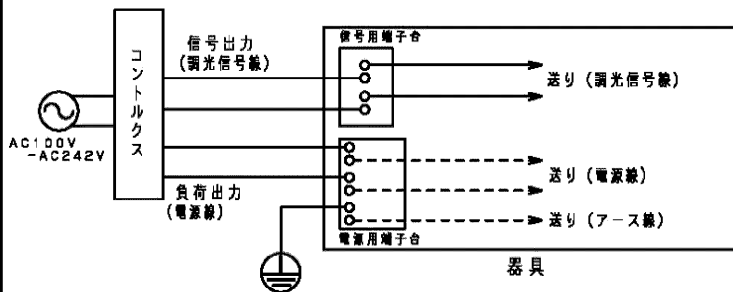 信号用端子台
信号出力
(調光信号線)
コントルクス
送り(調光信号線)
AC100V
-AC242V
送り(電源線)
負荷出力
(電源線)
送り(アース線)
電源用端子台
器具